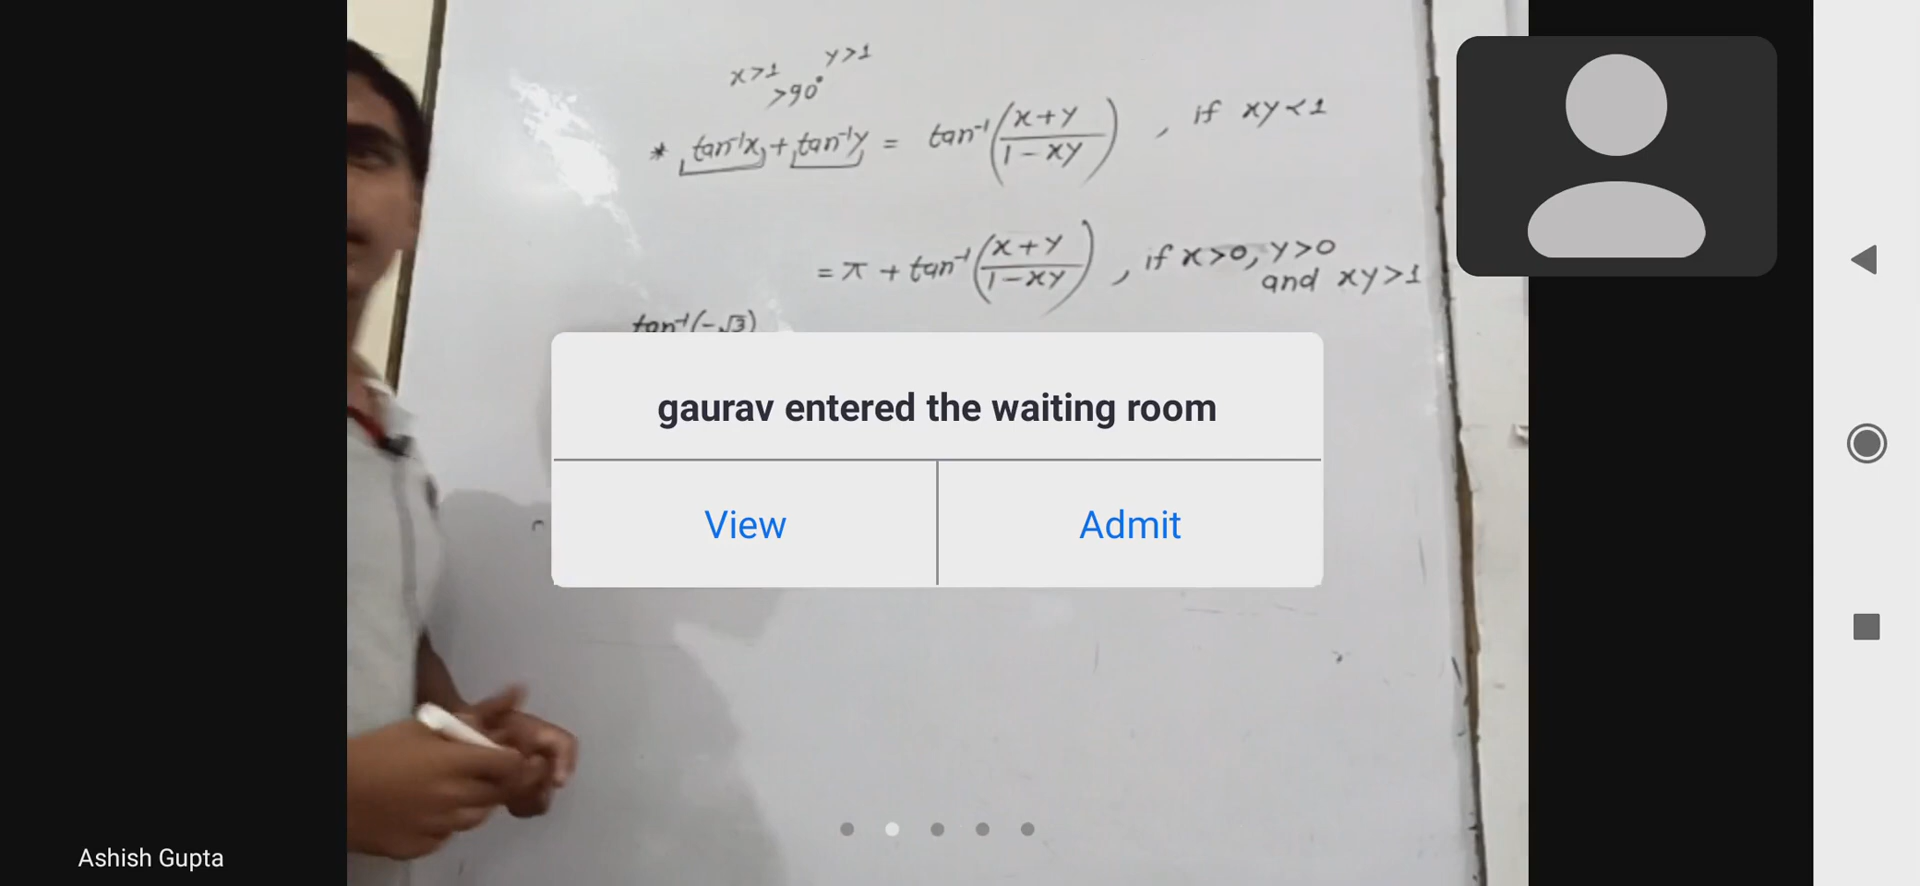 x>1 y>1
>90°
* tan⁻¹x + tan⁻¹y = tan⁻¹(x+y/1-xy) , if xy<1
= π + tan⁻¹(x+y/1-xy) , if x>0, y>0
and xy>1
tan⁻¹(-√3)
gaurav entered the waiting room
View
Admit
Ashish Gupta